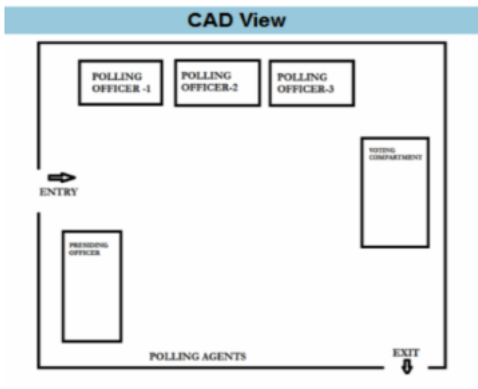 CAD View
POLLING
OFFICER -1
POLLING
OFFICER-2
POLLING
OFFICER-3
VOTING
COMPARTMENT
ENTRY
PRESIDING
OFFICER
POLLING AGENTS
EXIT